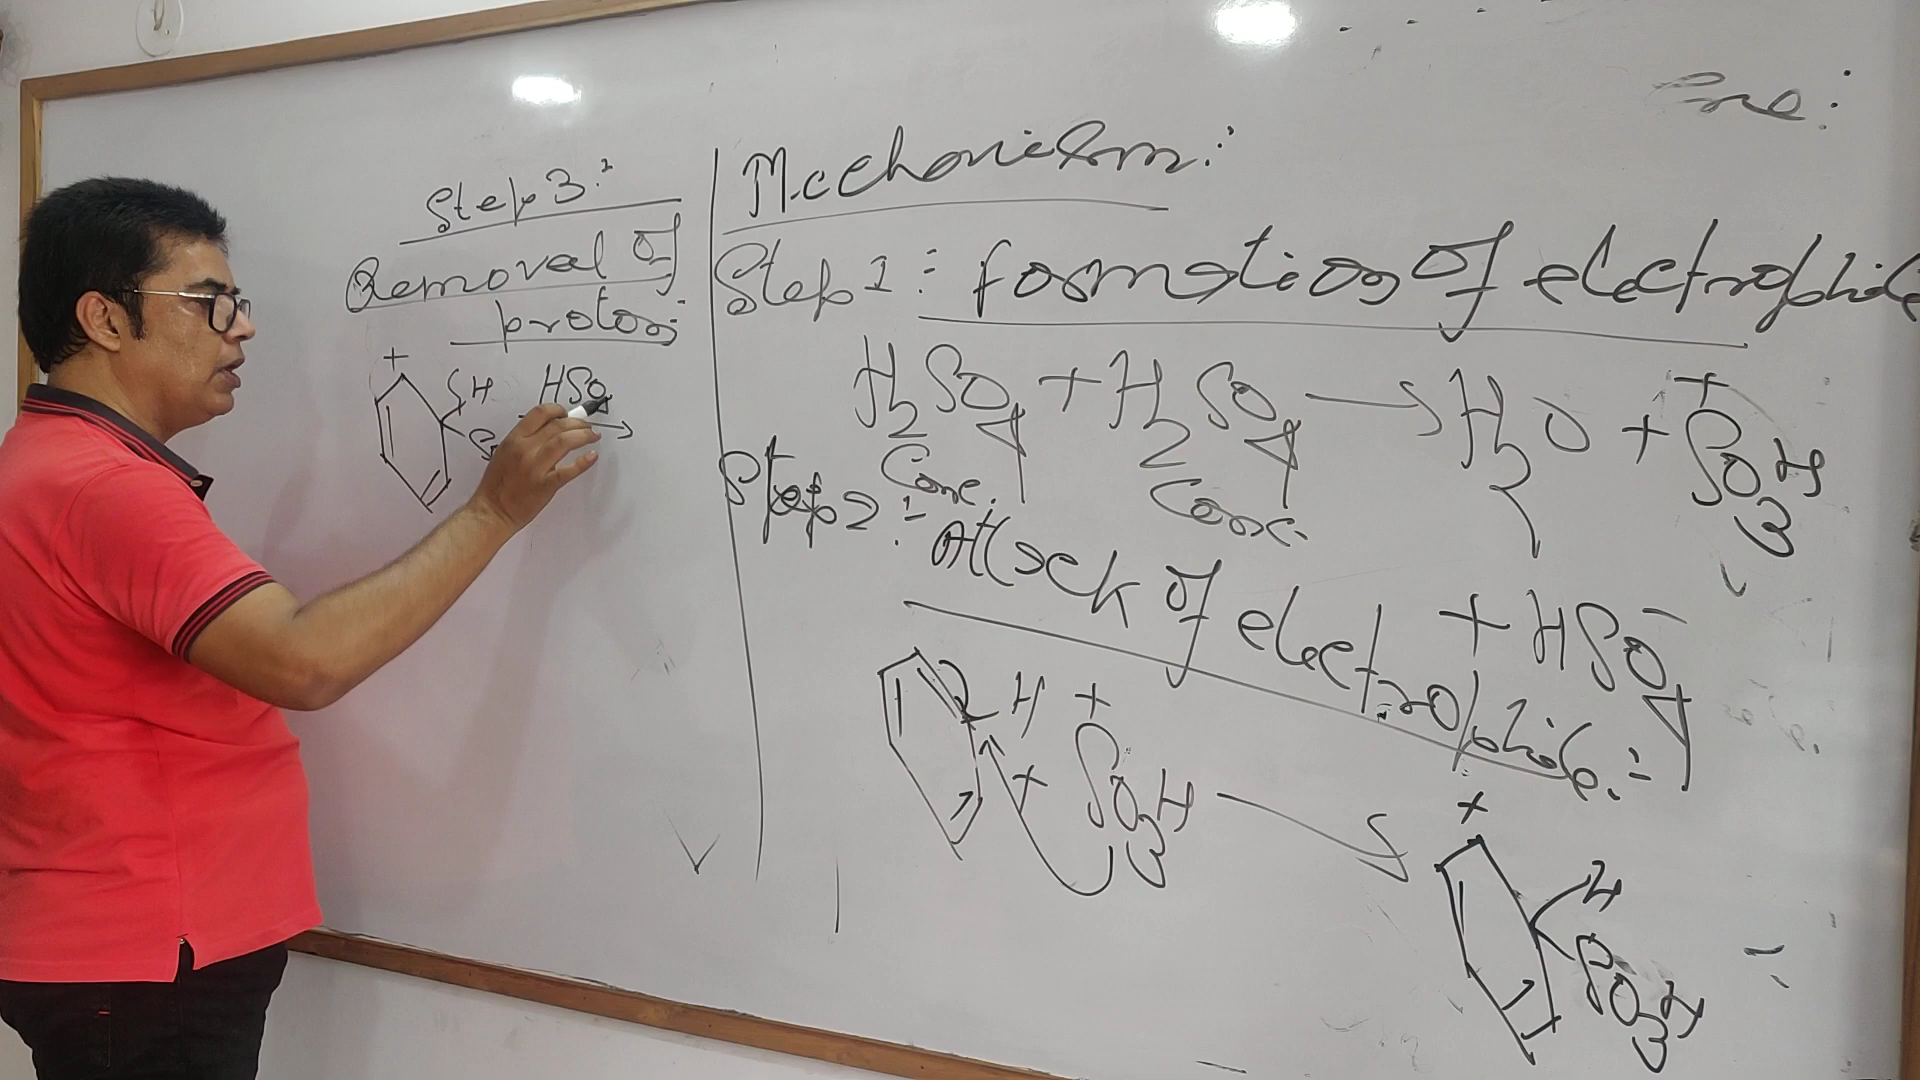 Mechanism:
Step 1:- formation of electrophile
H2SO4 + H2SO4 → H2O + +SO3H
Conc. Conc.
+ HSO4-
Step 2:- Attack of electrophile:-
H + +SO3H →
+
H
SO3H
Step 3:
Removal of
proton:-
+
H
HSO4
S